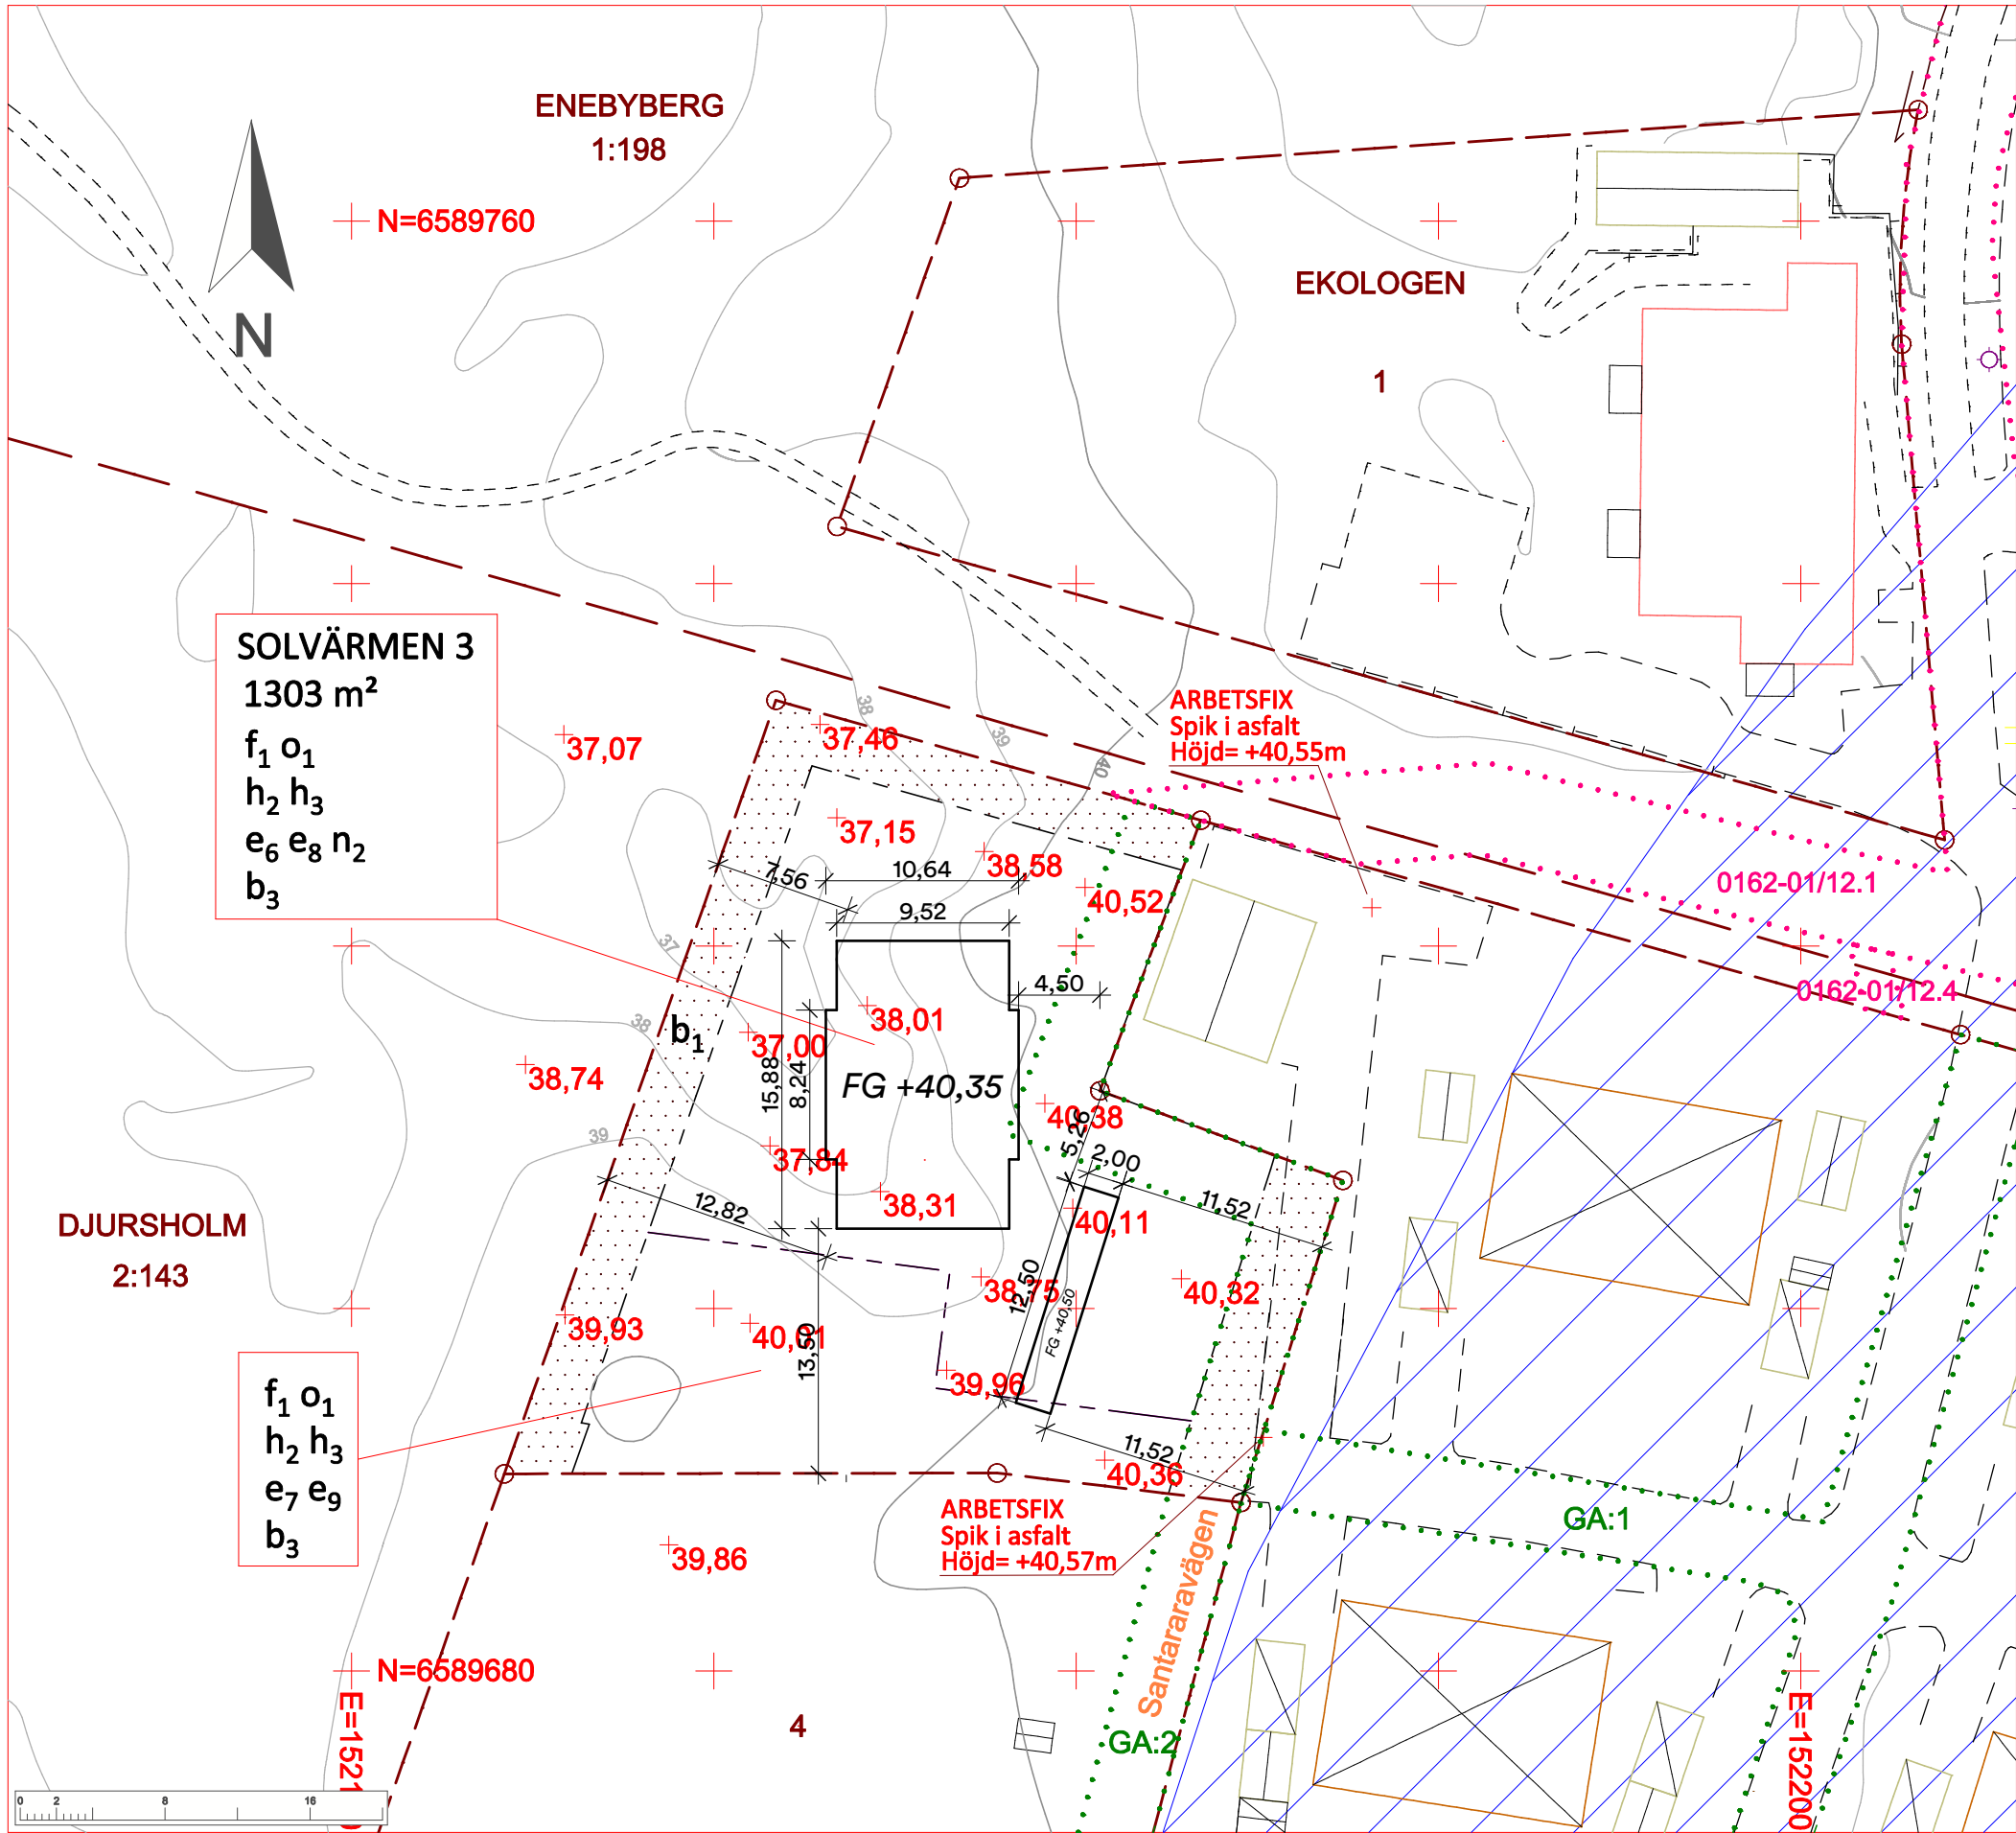 ENEBYBERG
1:198
N=6589760
N
EKOLOGEN
1
SOLVÄRMEN 3
1303 m²
f₁ o₁
h₂ h₃
e₆ e₈ n₂
b₃
ARBETSFIX
Spik i asfalt
Höjd= +40,55m
38
39
40
37,07
37,46
37,15
38,58
7,56
10,64
9,52
40,52
0162-01/12.1
0162-01/12.4
37
38
39
4,50
38,01
b₁
37,00
38,74
15,88
8,24
FG +40,35
40,38
5,26
2,00
37,84
38,31
12,82
11,52
40,11
DJURSHOLM
2:143
38,75
12,50
FG +40,50
40,32
39,93
40,01
13,50
39,96
f₁ o₁
h₂ h₃
e₇ e₉
b₃
11,52
40,36
ARBETSFIX
Spik i asfalt
Höjd= +40,57m
GA:1
39,86
Santararavägen
N=6589680
4
GA:2
E=152200
0 2 8 16